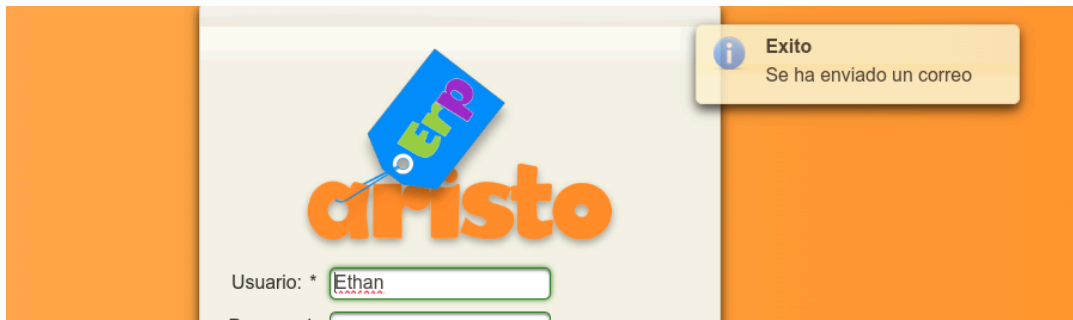 Exito
Se ha enviado un correo
Erp
aristo
Usuario: * Ethan